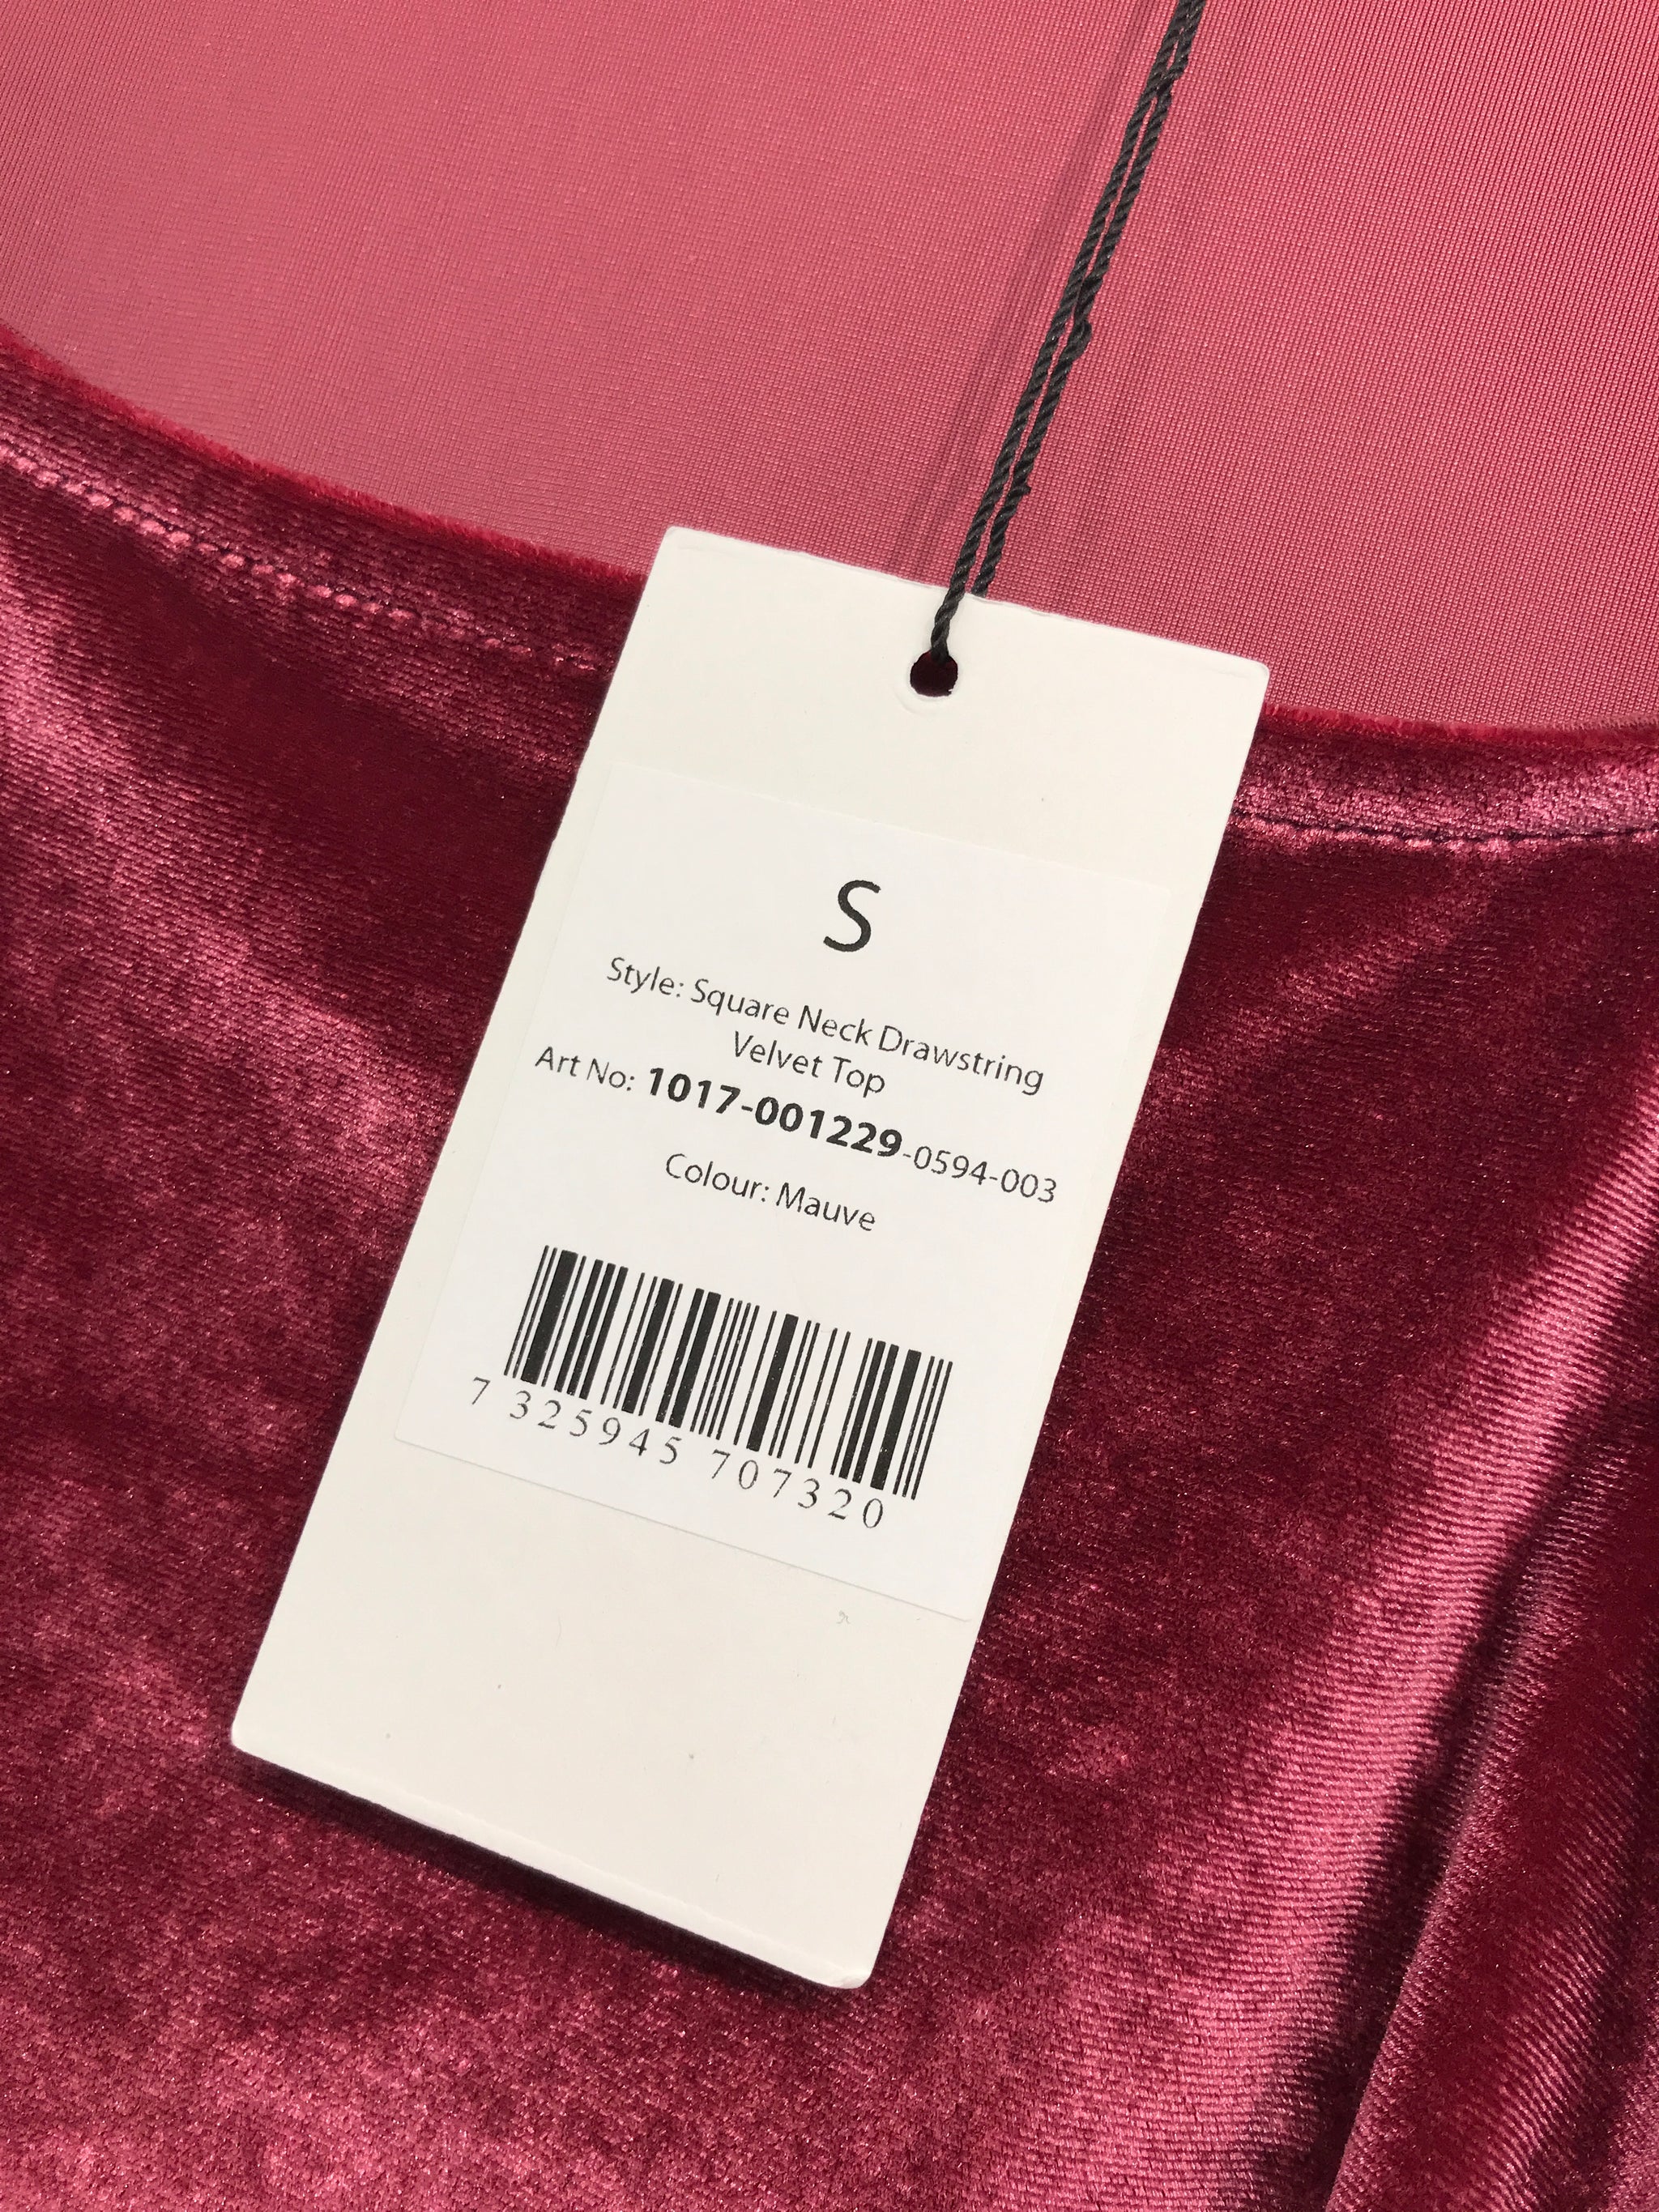 S
Style: Square Neck Drawstring
Velvet Top
Art No: 1017-001229-0594-003
Colour: Mauve
7 325945 707320